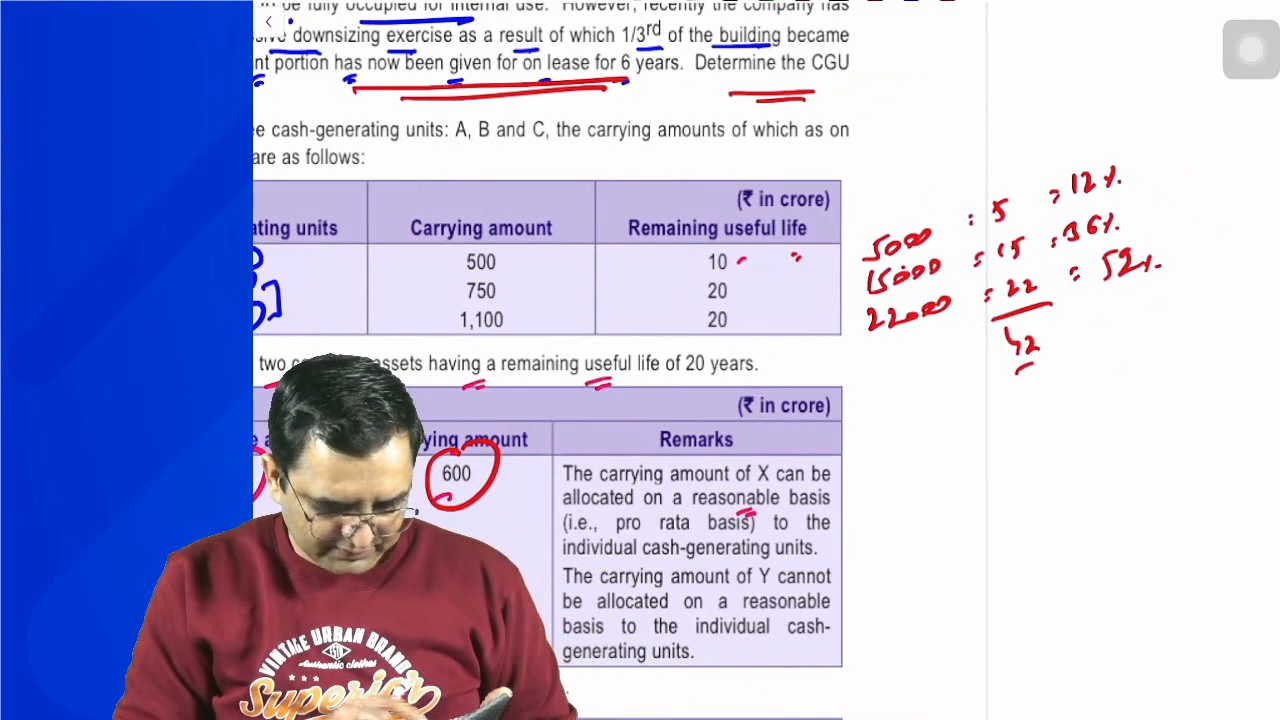 be fully occupied for internal use. However, recently the company has
sive downsizing exercise as a result of which 1/3rd of the building became
nt portion has now been given for on lease for 6 years. Determine the CGU
ee cash-generating units: A, B and C, the carrying amounts of which as on
are as follows:
(₹ in crore)
ating units Carrying amount Remaining useful life
500 10
750 20
1,100 20
two assets having a remaining useful life of 20 years.
(₹ in crore)
ying amount Remarks
600 The carrying amount of X can be
allocated on a reasonable basis
(i.e., pro rata basis) to the
individual cash-generating units.
The carrying amount of Y cannot
be allocated on a reasonable
basis to the individual cash-
generating units.
5000 = 5 = 12%.
15000 = 15 = 36%.
22000 = 22 = 52%.
42
VINTAGE URBAN BRAND
Authentic clothes
Superior